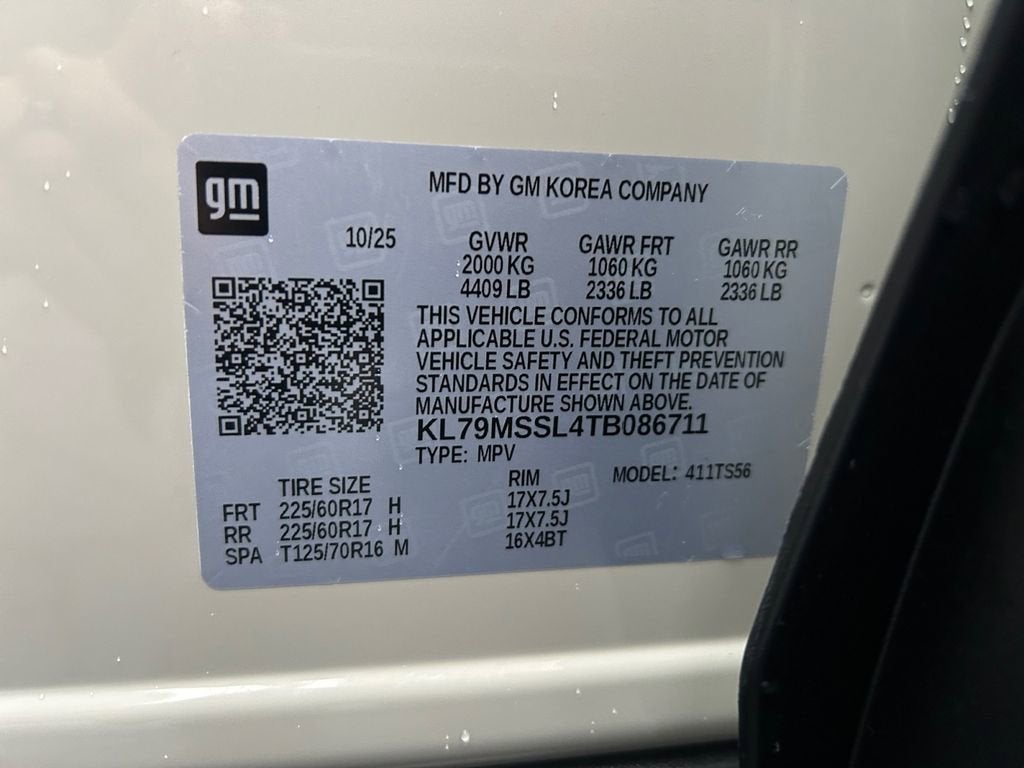 gm
MFD BY GM KOREA COMPANY
10/25 GVWR GAWR FRT GAWR RR
2000 KG 1060 KG 1060 KG
4409 LB 2336 LB 2336 LB
THIS VEHICLE CONFORMS TO ALL
APPLICABLE U.S. FEDERAL MOTOR
VEHICLE SAFETY AND THEFT PREVENTION
STANDARDS IN EFFECT ON THE DATE OF
MANUFACTURE SHOWN ABOVE.
KL79MSSL4TB086711
TYPE: MPV
TIRE SIZE RIM MODEL: 411TS56
FRT 225/60R17 H 17X7.5J
RR 225/60R17 H 17X7.5J
SPA T125/70R16 M 16X4BT